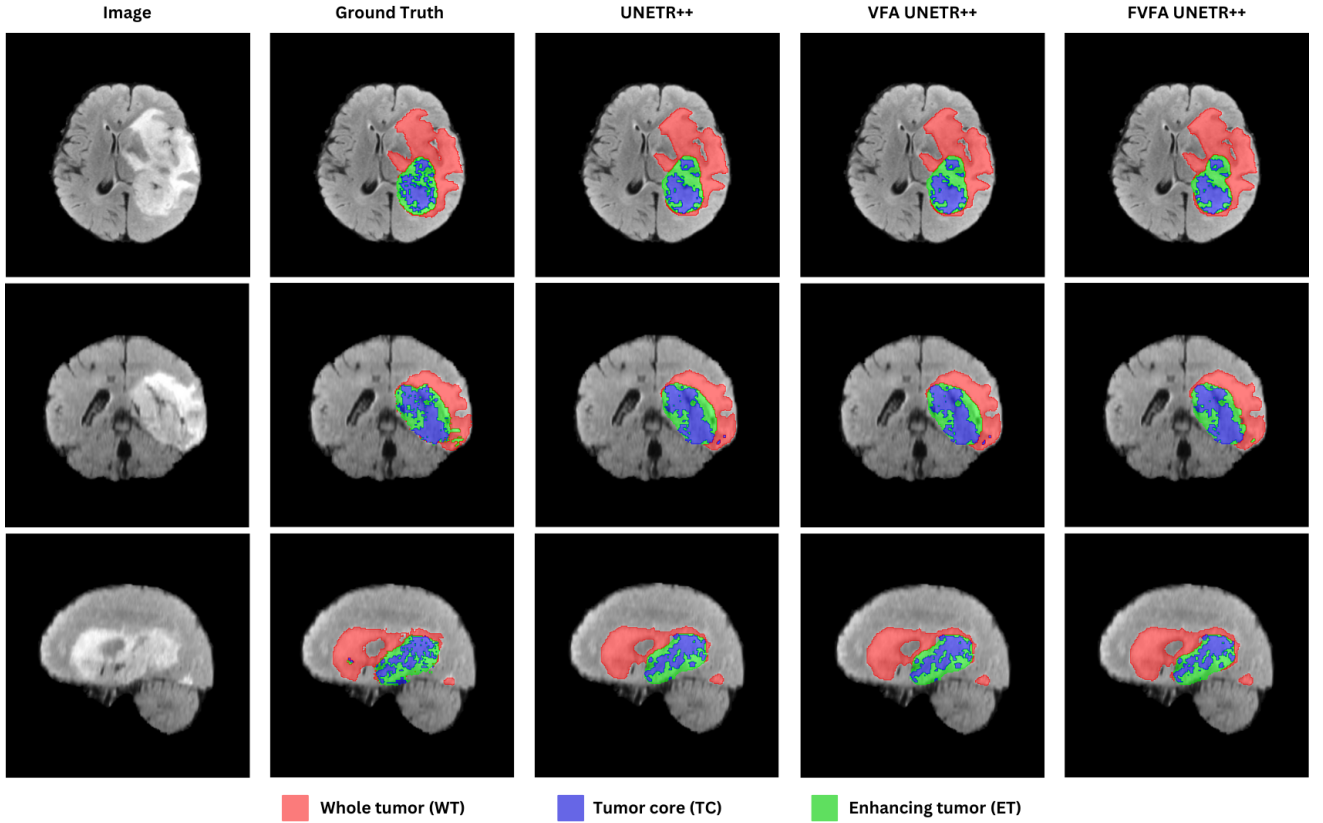 Image Ground Truth UNETR++ VFA UNETR++ FVFA UNETR++
Whole tumor (WT) Tumor core (TC) Enhancing tumor (ET)